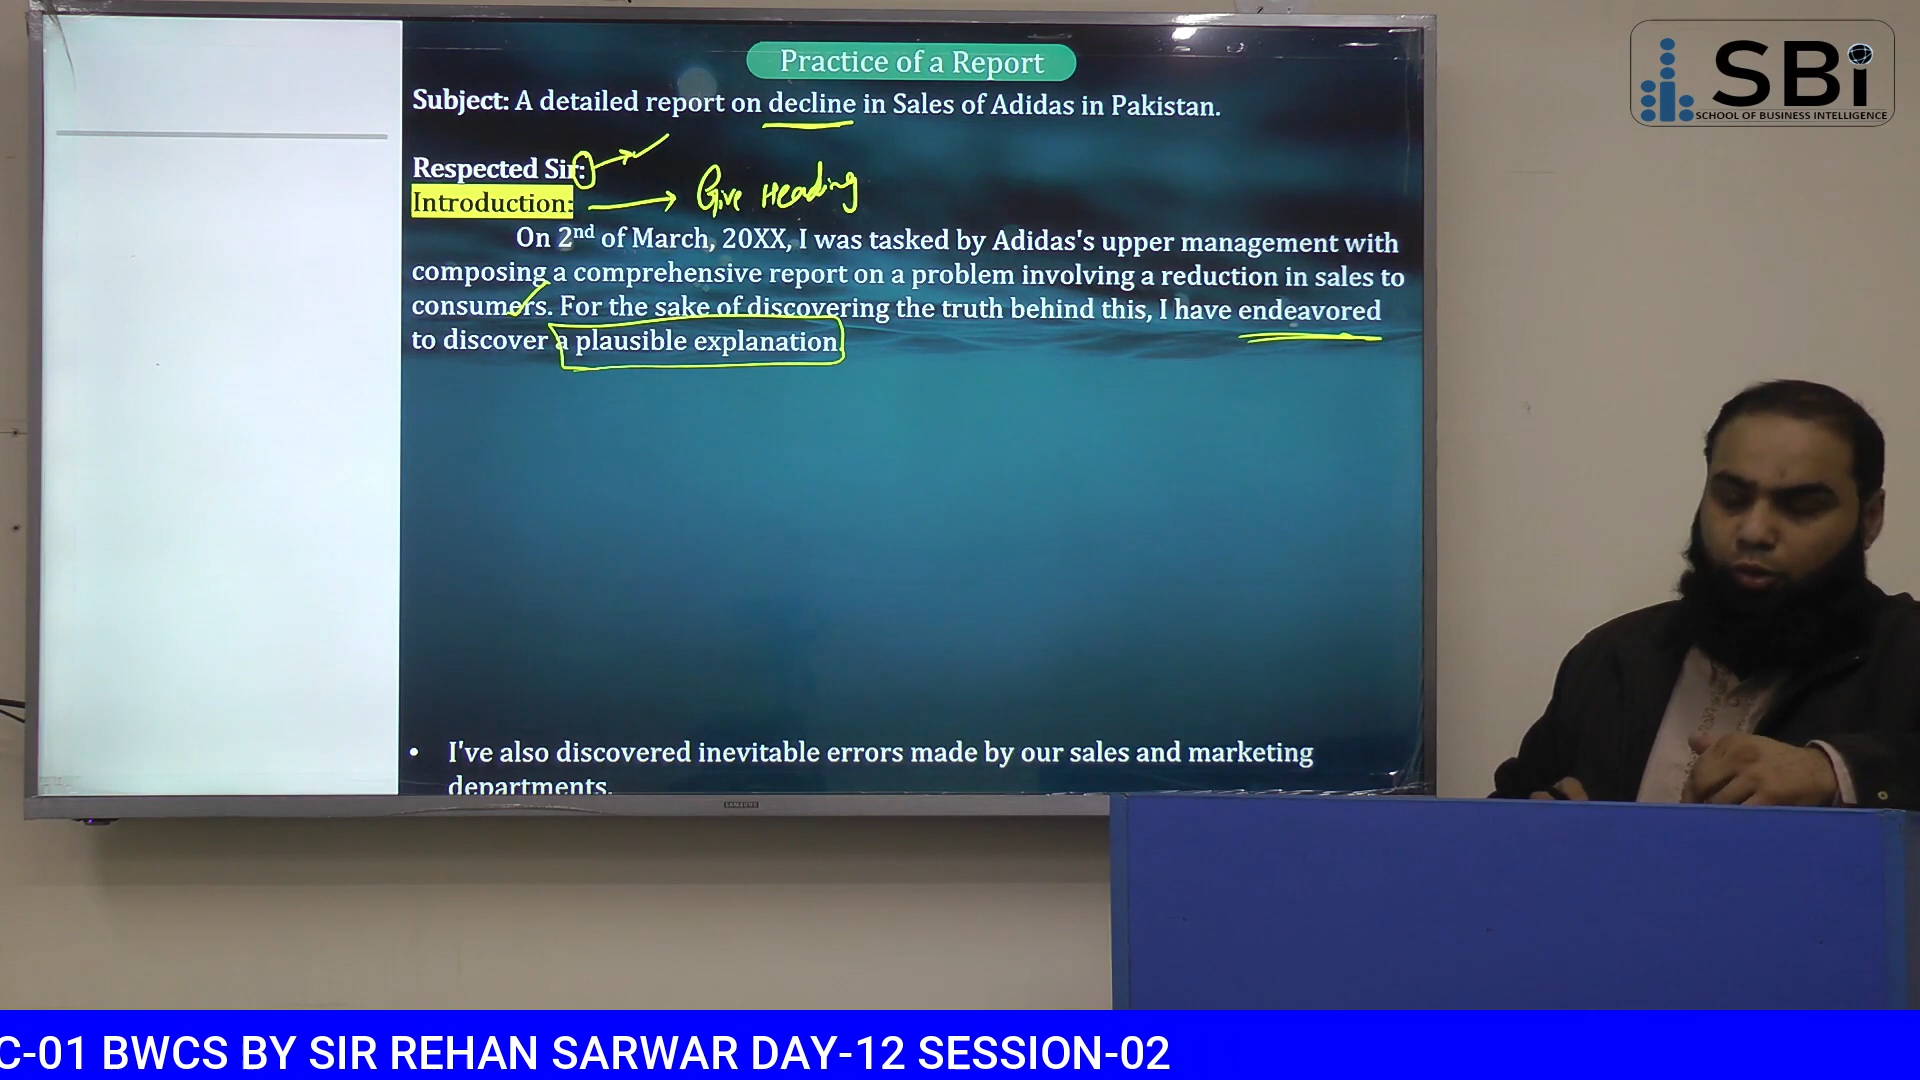 Practice of a Report
SBi
SCHOOL OF BUSINESS INTELLIGENCE
Subject: A detailed report on decline in Sales of Adidas in Pakistan.
Respected Sir:
Introduction:
Give Heading
On 2nd of March, 20XX, I was tasked by Adidas's upper management with
composing a comprehensive report on a problem involving a reduction in sales to
consumers. For the sake of discovering the truth behind this, I have endeavored
to discover a plausible explanation.
• I've also discovered inevitable errors made by our sales and marketing
departments.
SAMSUNG
C-01 BWCS BY SIR REHAN SARWAR DAY-12 SESSION-02